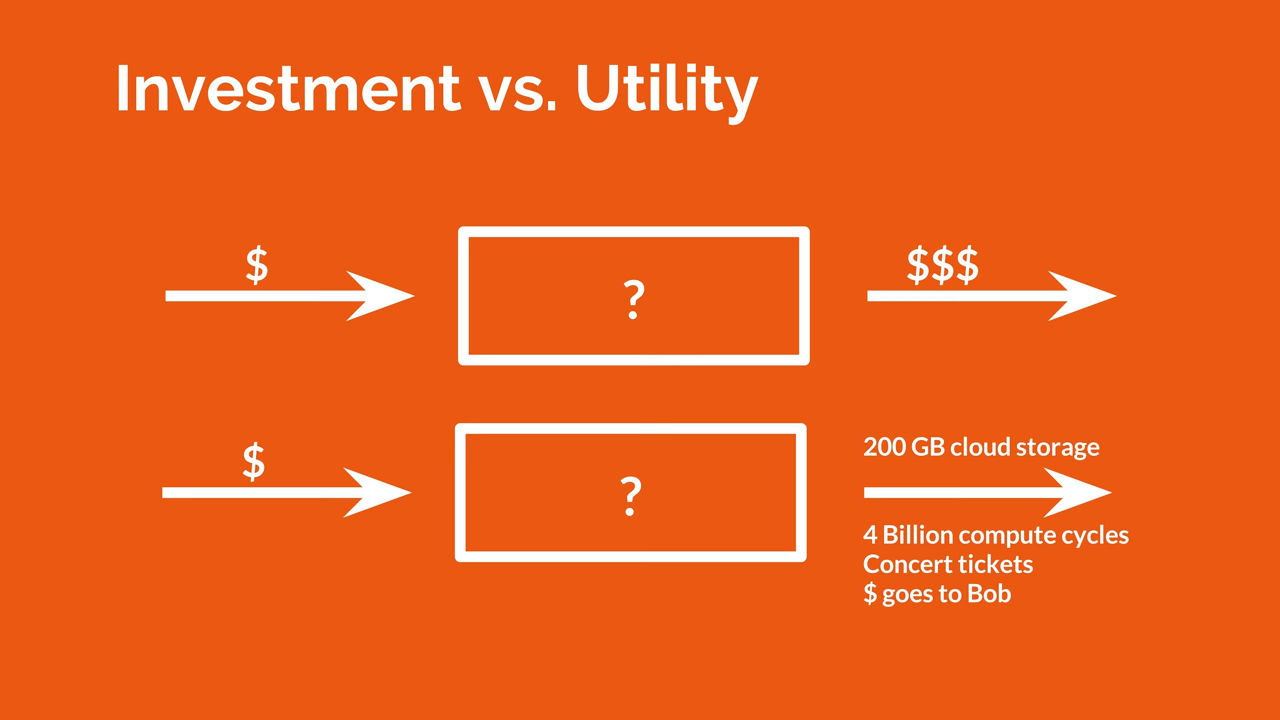 Investment vs. Utility
$
?
$$$
$
?
200 GB cloud storage
4 Billion compute cycles
Concert tickets
$ goes to Bob